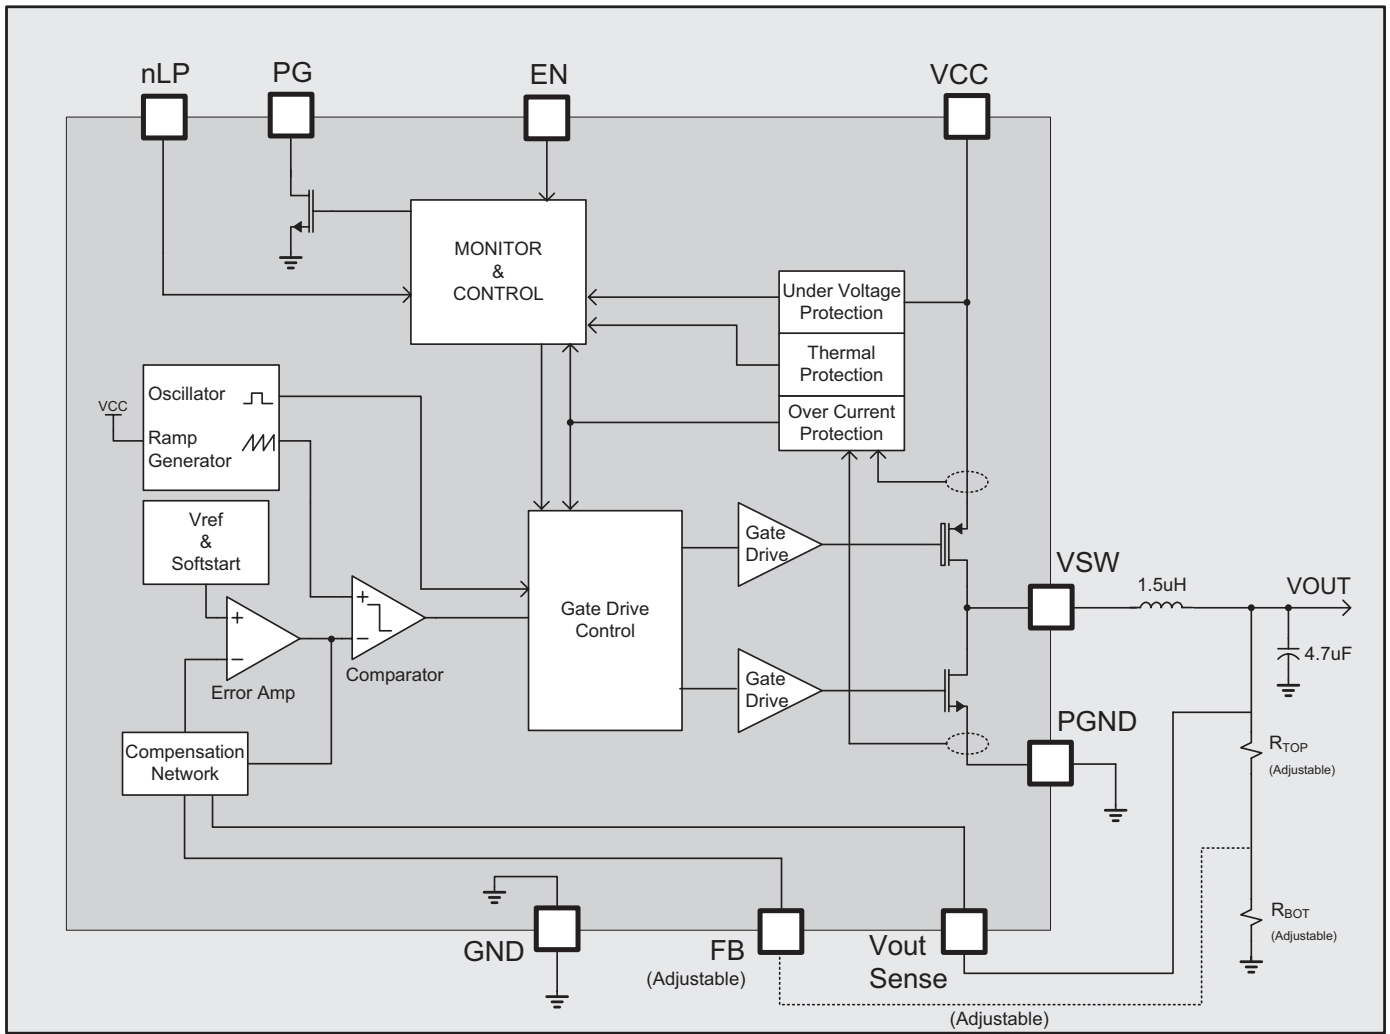 nLP
PG
EN
VCC
MONITOR
&
CONTROL
Under Voltage
Protection
Thermal
Protection
Over Current
Protection
VCC
Oscillator
Ramp
Generator
Vref
&
Softstart
+
−
Error Amp
+
−
Comparator
Compensation
Network
Gate Drive
Control
Gate
Drive
Gate
Drive
VSW
1.5uH
VOUT
4.7uF
PGND
RTOP
(Adjustable)
RBOT
(Adjustable)
GND
FB
(Adjustable)
Vout
Sense
(Adjustable)